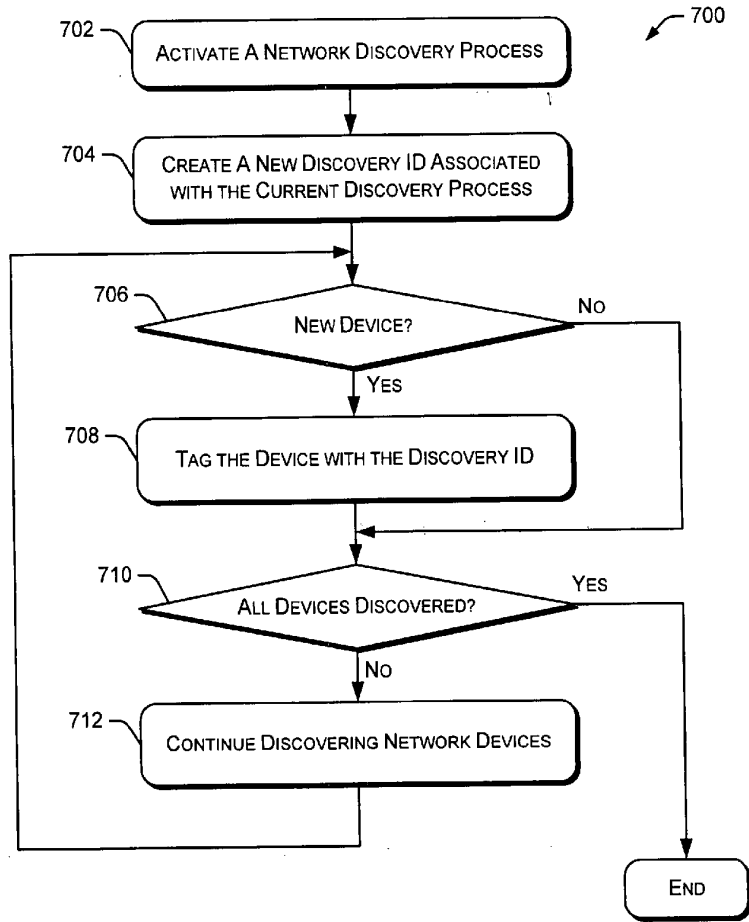 700
702
ACTIVATE A NETWORK DISCOVERY PROCESS
704
CREATE A NEW DISCOVERY ID ASSOCIATED
WITH THE CURRENT DISCOVERY PROCESS
706
NEW DEVICE?
NO
YES
708
TAG THE DEVICE WITH THE DISCOVERY ID
710
ALL DEVICES DISCOVERED?
YES
NO
712
CONTINUE DISCOVERING NETWORK DEVICES
END